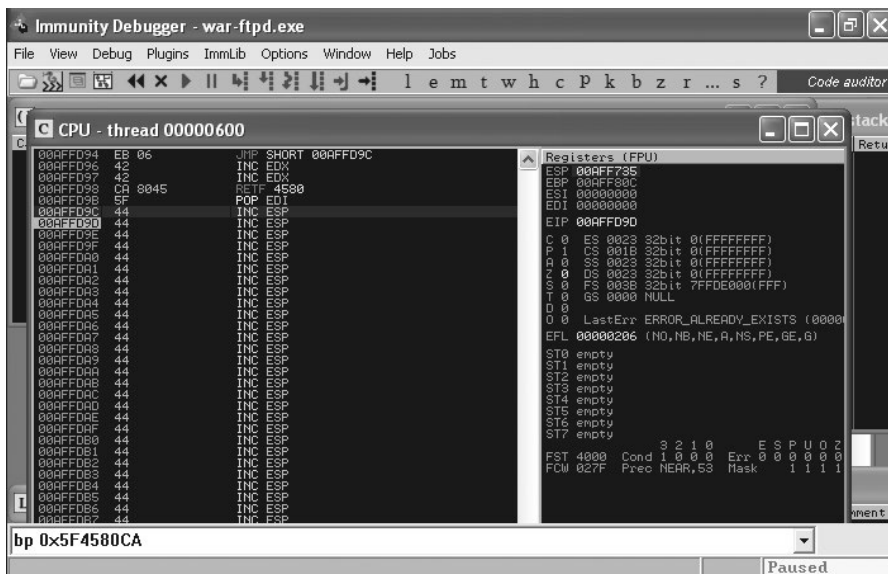 Immunity Debugger - war-ftpd.exe
File View Debug Plugins ImmLib Options Window Help Jobs
l e m t w h c P k b z r ... s ? Code auditor
CPU - thread 00000600
00AFFD94 EB 06 JMP SHORT 00AFFD9C
00AFFD96 42 INC EDX
00AFFD97 42 INC EDX
00AFFD98 CA 8045 RETF 4580
00AFFD9B 5F POP EDI
00AFFD9C 44 INC ESP
00AFFD9D 44 INC ESP
00AFFD9E 44 INC ESP
00AFFD9F 44 INC ESP
00AFFDA0 44 INC ESP
00AFFDA1 44 INC ESP
00AFFDA2 44 INC ESP
00AFFDA3 44 INC ESP
00AFFDA4 44 INC ESP
00AFFDA5 44 INC ESP
00AFFDA6 44 INC ESP
00AFFDA7 44 INC ESP
00AFFDA8 44 INC ESP
00AFFDA9 44 INC ESP
00AFFDAA 44 INC ESP
00AFFDAB 44 INC ESP
00AFFDAC 44 INC ESP
00AFFDAD 44 INC ESP
00AFFDAE 44 INC ESP
00AFFDAF 44 INC ESP
00AFFDB0 44 INC ESP
00AFFDB1 44 INC ESP
00AFFDB2 44 INC ESP
00AFFDB3 44 INC ESP
00AFFDB4 44 INC ESP
00AFFDB5 44 INC ESP
00AFFDB6 44 INC ESP
00AFFDB7 44 INC ESP
Registers (FPU)
ESP 00AFF735
EBP 00AFF80C
ESI 00000000
EDI 00000000
EIP 00AFFD9D
C 0 ES 0023 32bit 0(FFFFFFFF)
P 1 CS 001B 32bit 0(FFFFFFFF)
A 0 SS 0023 32bit 0(FFFFFFFF)
Z 0 DS 0023 32bit 0(FFFFFFFF)
S 0 FS 003B 32bit 7FFDE000(FFF)
T 0 GS 0000 NULL
D 0
O 0 LastErr ERROR_ALREADY_EXISTS (0000
EFL 00000206 (NO,NB,NE,A,NS,PE,GE,G)
ST0 empty
ST1 empty
ST2 empty
ST3 empty
ST4 empty
ST5 empty
ST6 empty
ST7 empty
3 2 1 0 E S P U O Z
FST 4000 Cond 1 0 0 0 Err 0 0 0 0 0 0
FCW 027F Prec NEAR,53 Mask 1 1 1 1
stack
Retu
mment
bp 0x5F4580CA
Paused